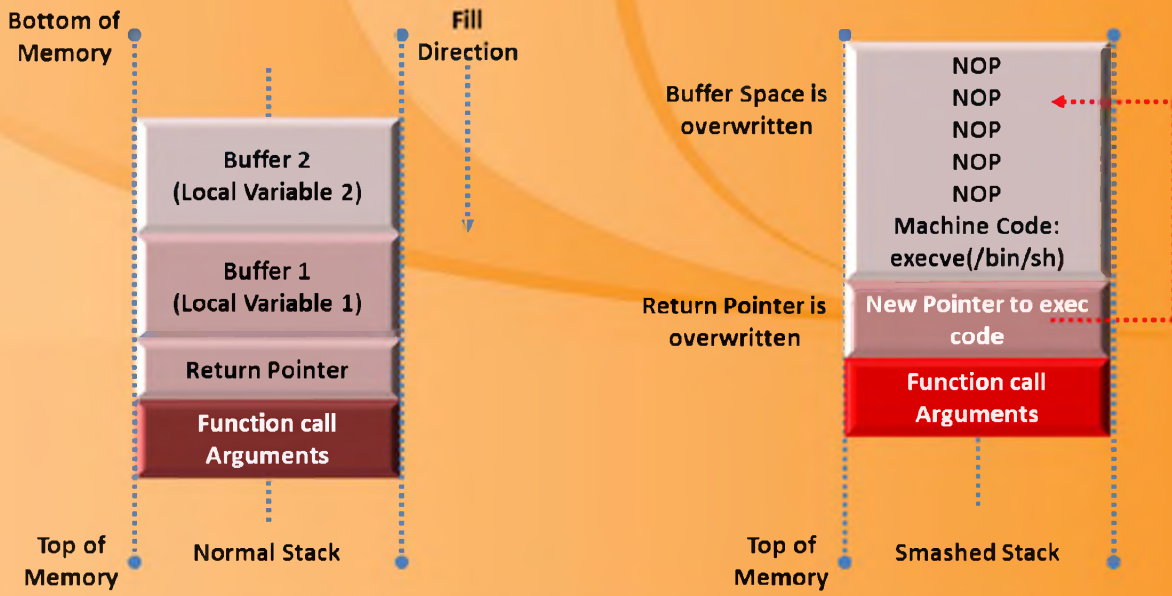 Bottom of
Memory
Fill
Direction
Buffer 2
(Local Variable 2)
Buffer 1
(Local Variable 1)
Return Pointer
Function call
Arguments
Top of
Memory
Normal Stack
Buffer Space is
overwritten
NOP
NOP
NOP
NOP
NOP
Machine Code:
execve(/bin/sh)
Return Pointer is
overwritten
New Pointer to exec
code
Function call
Arguments
Top of
Memory
Smashed Stack